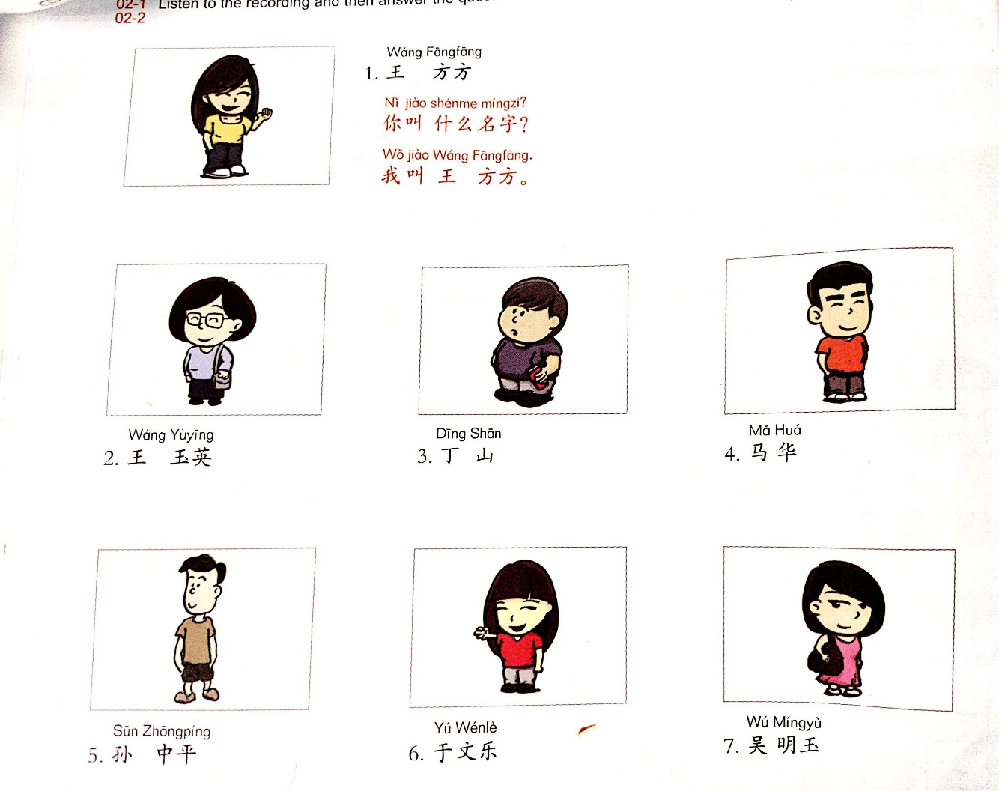 02-1 Listen to the recording and then answer the
02-2
Wáng Fāngfāng
1. 王 方方
Nǐ jiào shénme míngzi?
你叫 什么名字?
Wǒ jiào Wáng Fāngfāng.
我叫 王 方方。
Wáng Yùyīng
2. 王 玉英
Dīng Shān
3. 丁 山
Mǎ Huá
4. 马 华
Sūn Zhōngpíng
5. 孙 中平
Yú Wénlè
6. 于文乐
Wú Míngyù
7. 吴 明玉